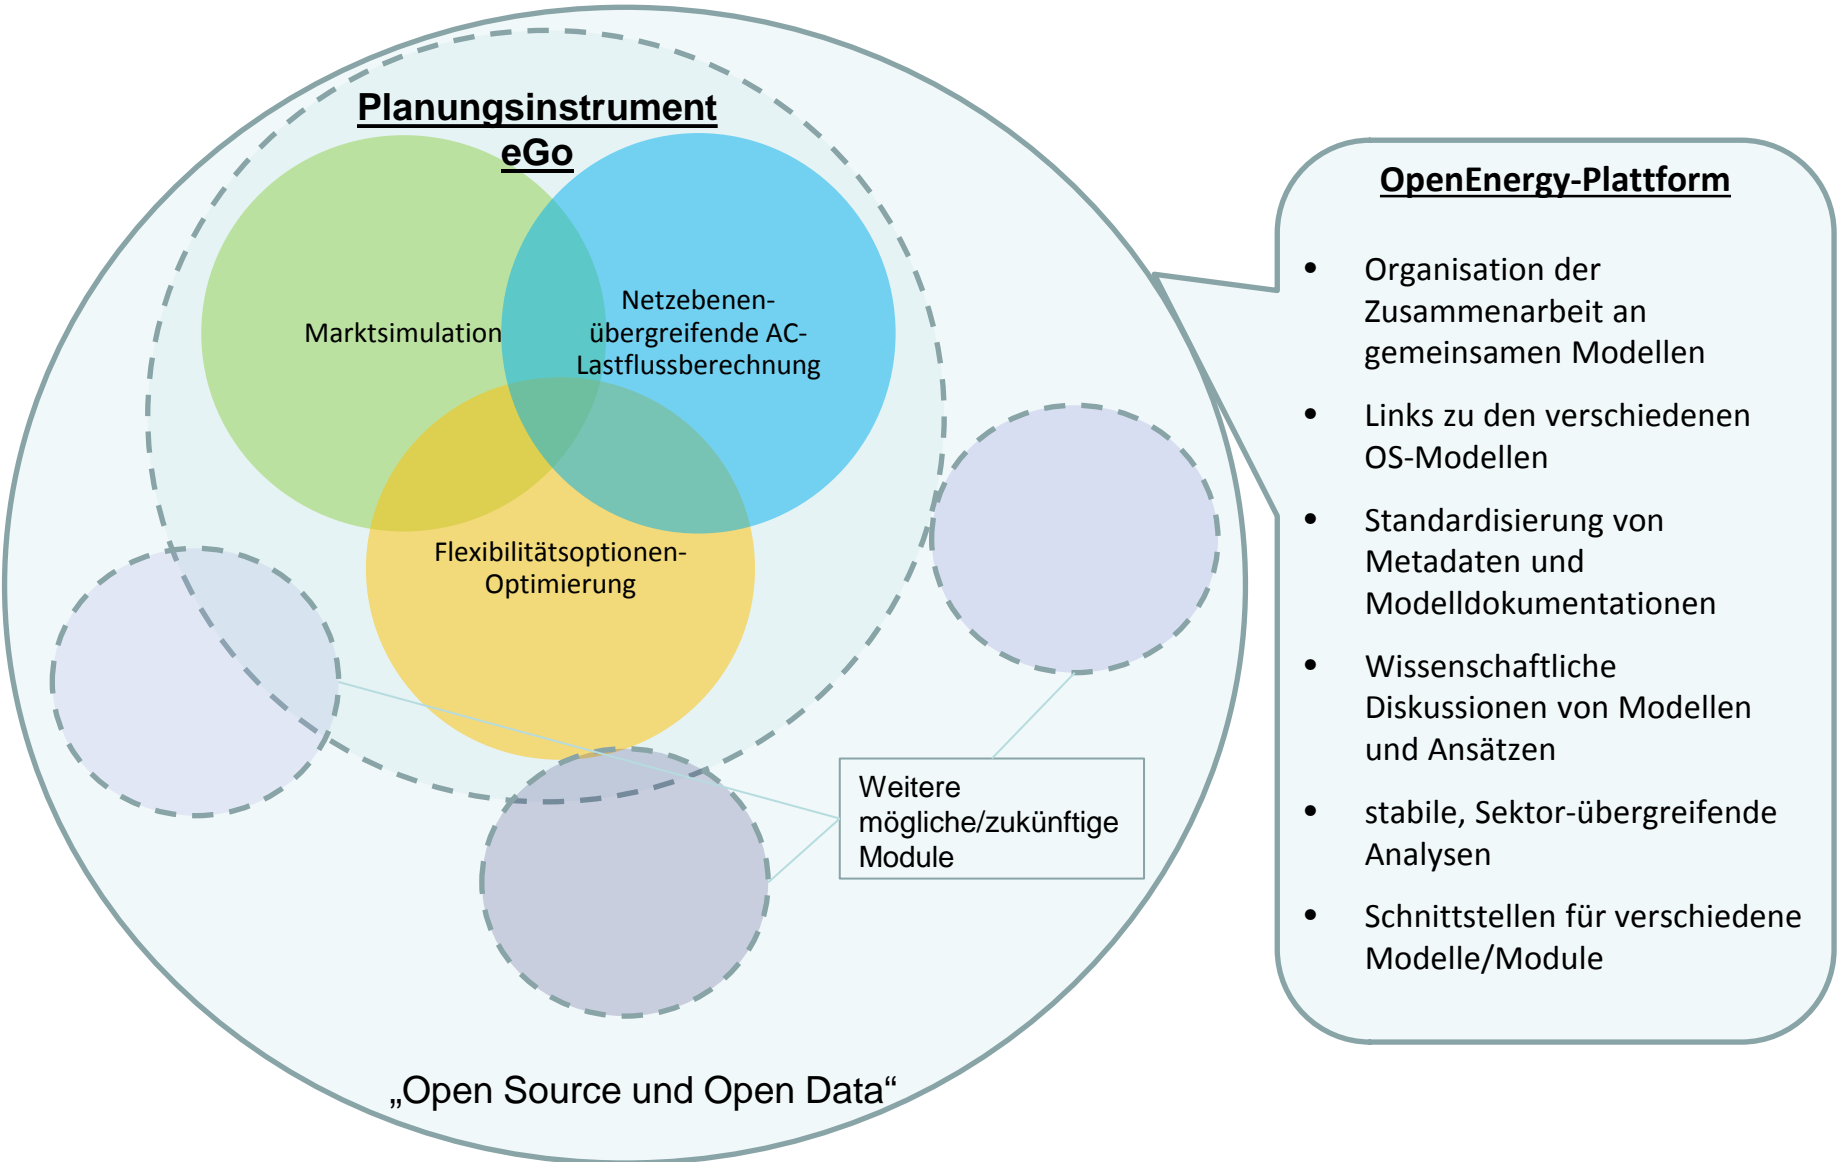 Planungsinstrument
eGo
Marktsimulation
Netzebenen-
übergreifende AC-
Lastflussberechnung
Flexibilitätsoptionen-
Optimierung
Weitere
mögliche/zukünftige
Module
„Open Source und Open Data“
OpenEnergy-Plattform
• Organisation der
Zusammenarbeit an
gemeinsamen Modellen
• Links zu den verschiedenen
OS-Modellen
• Standardisierung von
Metadaten und
Modelldokumentationen
• Wissenschaftliche
Diskussionen von Modellen
und Ansätzen
• stabile, Sektor-übergreifende
Analysen
• Schnittstellen für verschiedene
Modelle/Module